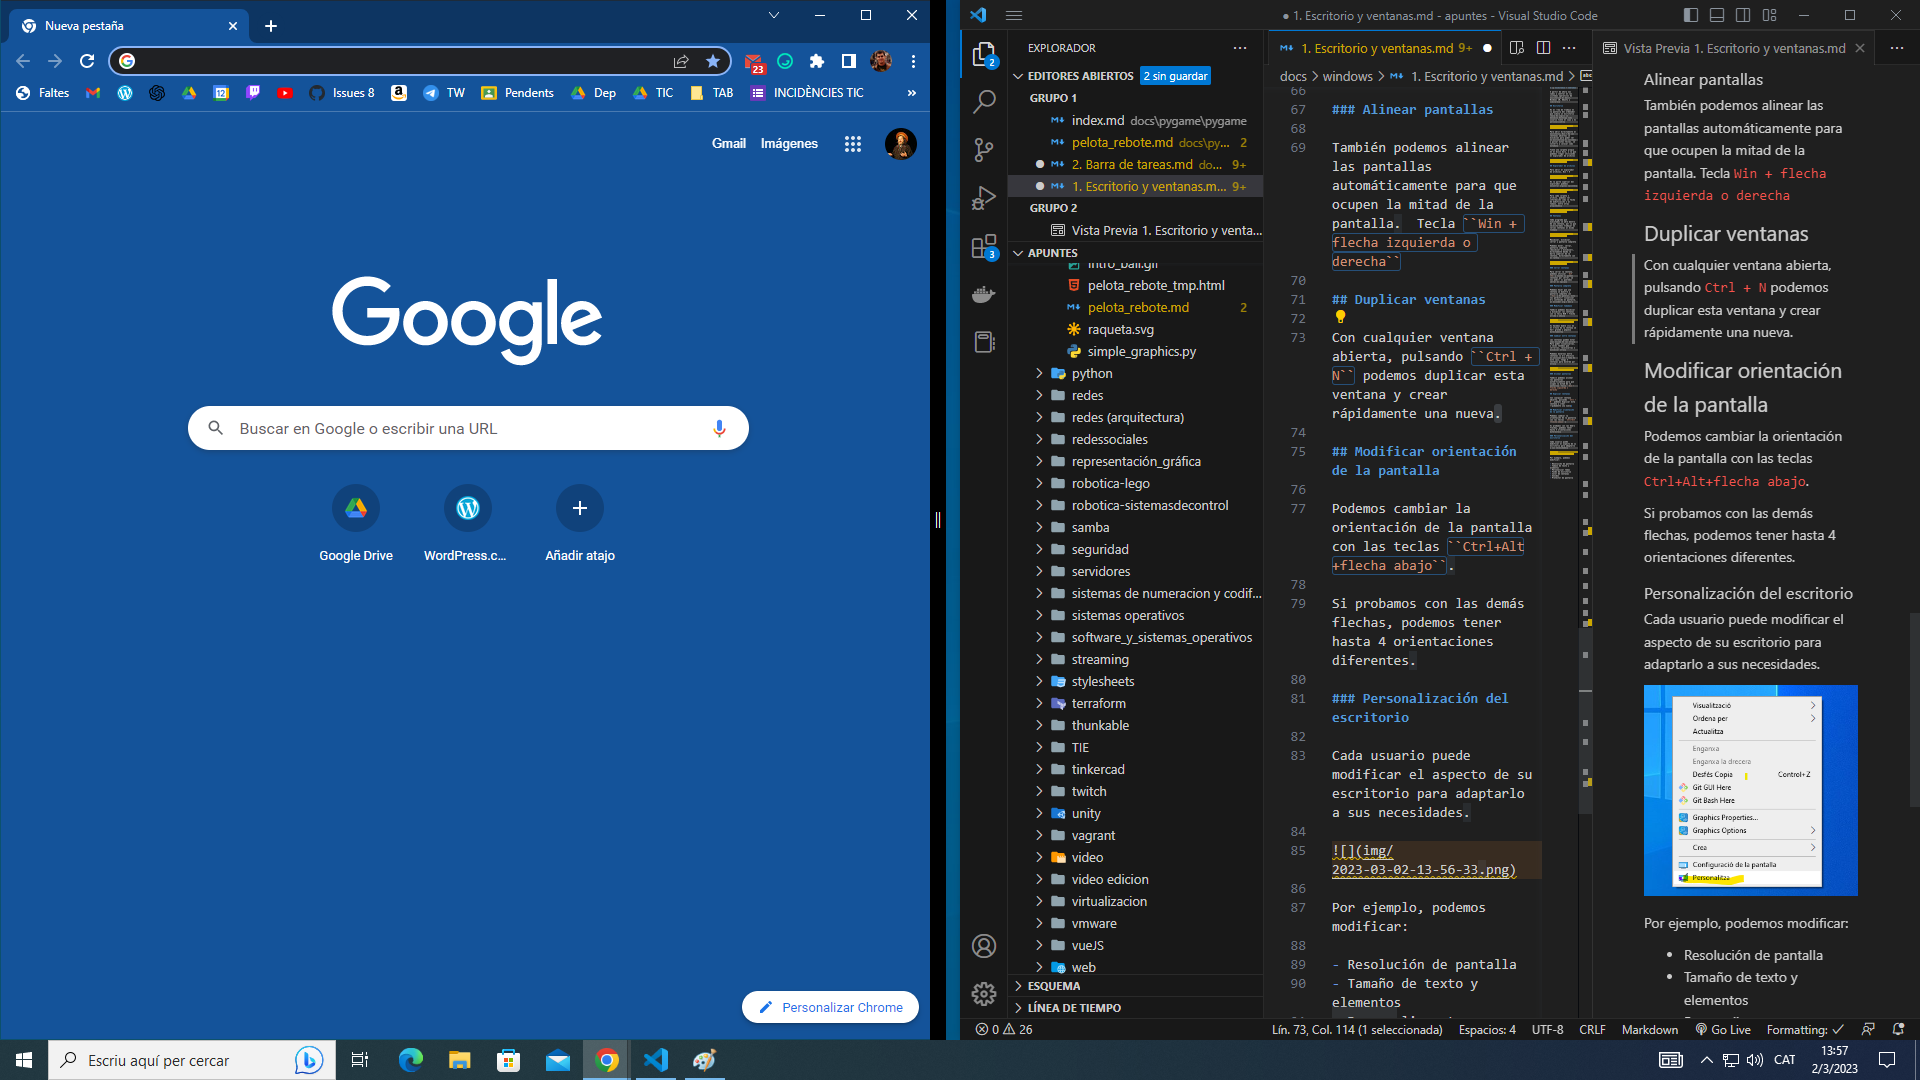 Nueva pestaña
23
Faltes
12
Issues 8
TW
Pendents
Dep
TIC
TAB
INCIDÈNCIES TIC
»
Gmail
Imágenes
Google
Buscar en Google o escribir una URL
Google Drive
WordPress.c...
Añadir atajo
Personalizar Chrome
● 1. Escritorio y ventanas.md - apuntes - Visual Studio Code
2
3
EXPLORADOR
EDITORES ABIERTOS
2 sin guardar
GRUPO 1
index.md docs\pygame\pygame
pelota_rebote.md docs\py... 2
2. Barra de tareas.md do... 9+
1. Escritorio y ventanas.m... 9+
GRUPO 2
Vista Previa 1. Escritorio y venta...
APUNTES
intro_ball.gif
pelota_rebote_tmp.html
pelota_rebote.md 2
raqueta.svg
simple_graphics.py
python
redes
redes (arquitectura)
redessociales
representación_gráfica
robotica-lego
robotica-sistemasdecontrol
samba
seguridad
servidores
sistemas de numeracion y codif...
sistemas operativos
software_y_sistemas_operativos
streaming
stylesheets
terraform
thunkable
TIE
tinkercad
twitch
unity
vagrant
video
video edicion
virtualizacion
vmware
vueJS
web
ESQUEMA
LÍNEA DE TIEMPO
1. Escritorio y ventanas.md 9+
docs > windows > 1. Escritorio y ventanas.md >
66
67 ### Alinear pantallas
68
69 También podemos alinear
las pantallas
automáticamente para que
ocupen la mitad de la
pantalla.  Tecla ``Win +
flecha izquierda o
derecha``
70
71 ## Duplicar ventanas
72
73 Con cualquier ventana
abierta, pulsando ``Ctrl +
N`` podemos duplicar esta
ventana y crear
rápidamente una nueva.
74
75 ## Modificar orientación
de la pantalla
76
77 Podemos cambiar la
orientación de la pantalla
con las teclas ``Ctrl+Alt
+flecha abajo``.
78
79 Si probamos con las demás
flechas, podemos tener
hasta 4 orientaciones
diferentes.
80
81 ### Personalización del
escritorio
82
83 Cada usuario puede
modificar el aspecto de su
escritorio para adaptarlo
a sus necesidades.
84
85 ![](img/
2023-03-02-13-56-33.png)
86
87 Por ejemplo, podemos
modificar:
88
89 - Resolución de pantalla
90 - Tamaño de texto y
elementos
Vista Previa 1. Escritorio y ventanas.md
Alinear pantallas
También podemos alinear las
pantallas automáticamente para
que ocupen la mitad de la
pantalla. Tecla Win + flecha
izquierda o derecha
Duplicar ventanas
Con cualquier ventana abierta,
pulsando Ctrl + N podemos
duplicar esta ventana y crear
rápidamente una nueva.
Modificar orientación
de la pantalla
Podemos cambiar la orientación
de la pantalla con las teclas
Ctrl+Alt+flecha abajo.
Si probamos con las demás
flechas, podemos tener hasta 4
orientaciones diferentes.
Personalización del escritorio
Cada usuario puede modificar el
aspecto de su escritorio para
adaptarlo a sus necesidades.
Visualització
Ordena per
Actualitza
Enganxa
Enganxa la drecera
Desfés Copia Control+Z
Git GUI Here
Git Bash Here
Graphics Properties...
Graphics Options
Crea
Configuració de la pantalla
Personalitza
Por ejemplo, podemos modificar:
• Resolución de pantalla
• Tamaño de texto y
elementos
0 26
Lín. 73, Col. 114 (1 seleccionada)
Espacios: 4
UTF-8
CRLF
Markdown
Go Live
Formatting: ✓
Escriu aquí per cercar
CAT
13:57
2/3/2023